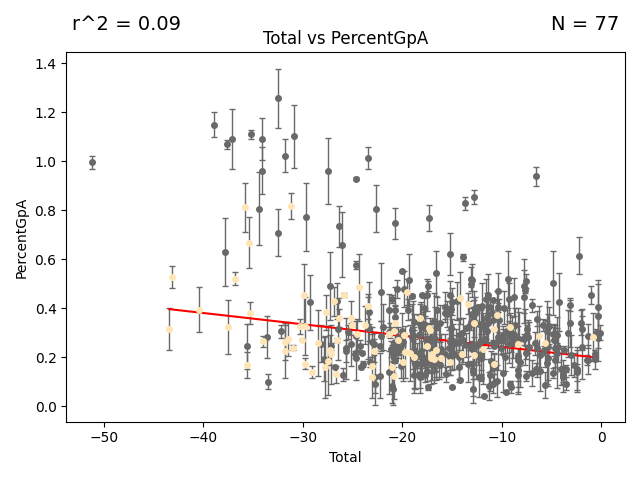 r^2 = 0.09 N = 77
Total vs PercentGpA
PercentGpA
1.4
1.2
1.0
0.8
0.6
0.4
0.2
0.0
−50 −40 −30 −20 −10 0
Total